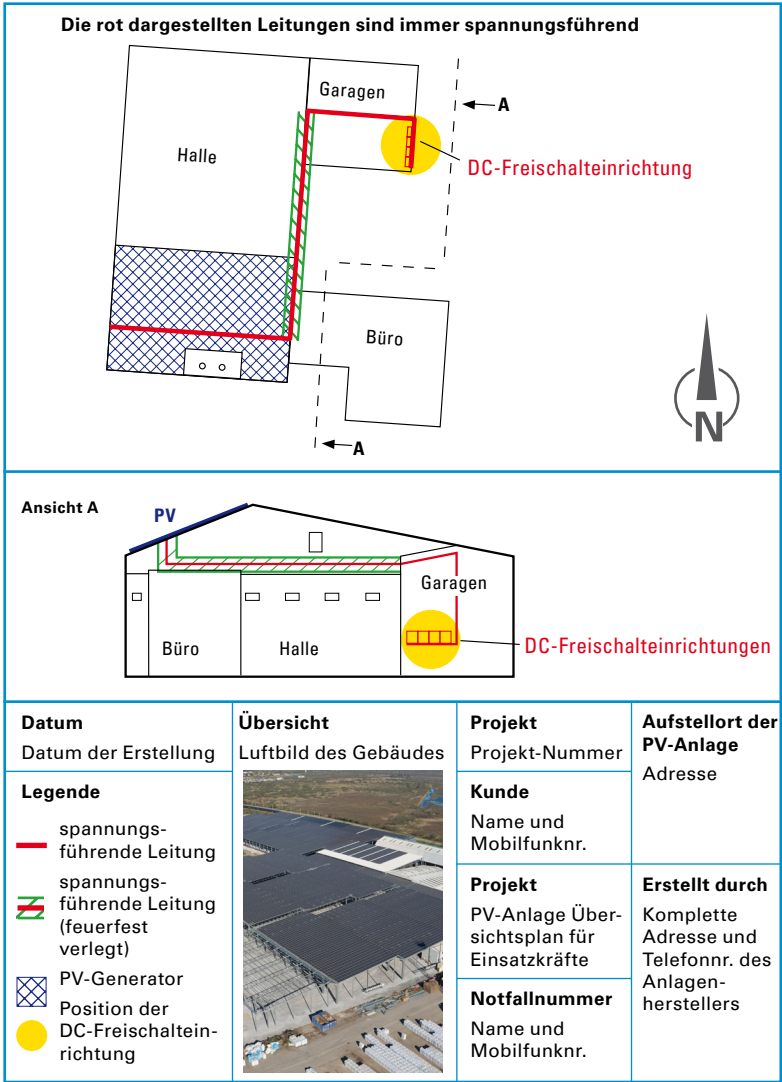 Die rot dargestellten Leitungen sind immer spannungsführend
Garagen
A
Halle
DC-Freischalteinrichtung
Büro
A
N
Ansicht A
PV
Garagen
Büro
Halle
DC-Freischalteinrichtungen
Datum
Datum der Erstellung
Legende
spannungs-
führende Leitung
spannungs-
führende Leitung
(feuerfest
verlegt)
PV-Generator
Position der
DC-Freischaltein-
richtung
Übersicht
Luftbild des Gebäudes
Projekt
Projekt-Nummer
Kunde
Name und
Mobilfunknr.
Projekt
PV-Anlage Über-
sichtsplan für
Einsatzkräfte
Notfallnummer
Name und
Mobilfunknr.
Aufstellort der
PV-Anlage
Adresse
Erstellt durch
Komplette
Adresse und
Telefonnr. des
Anlagen-
herstellers